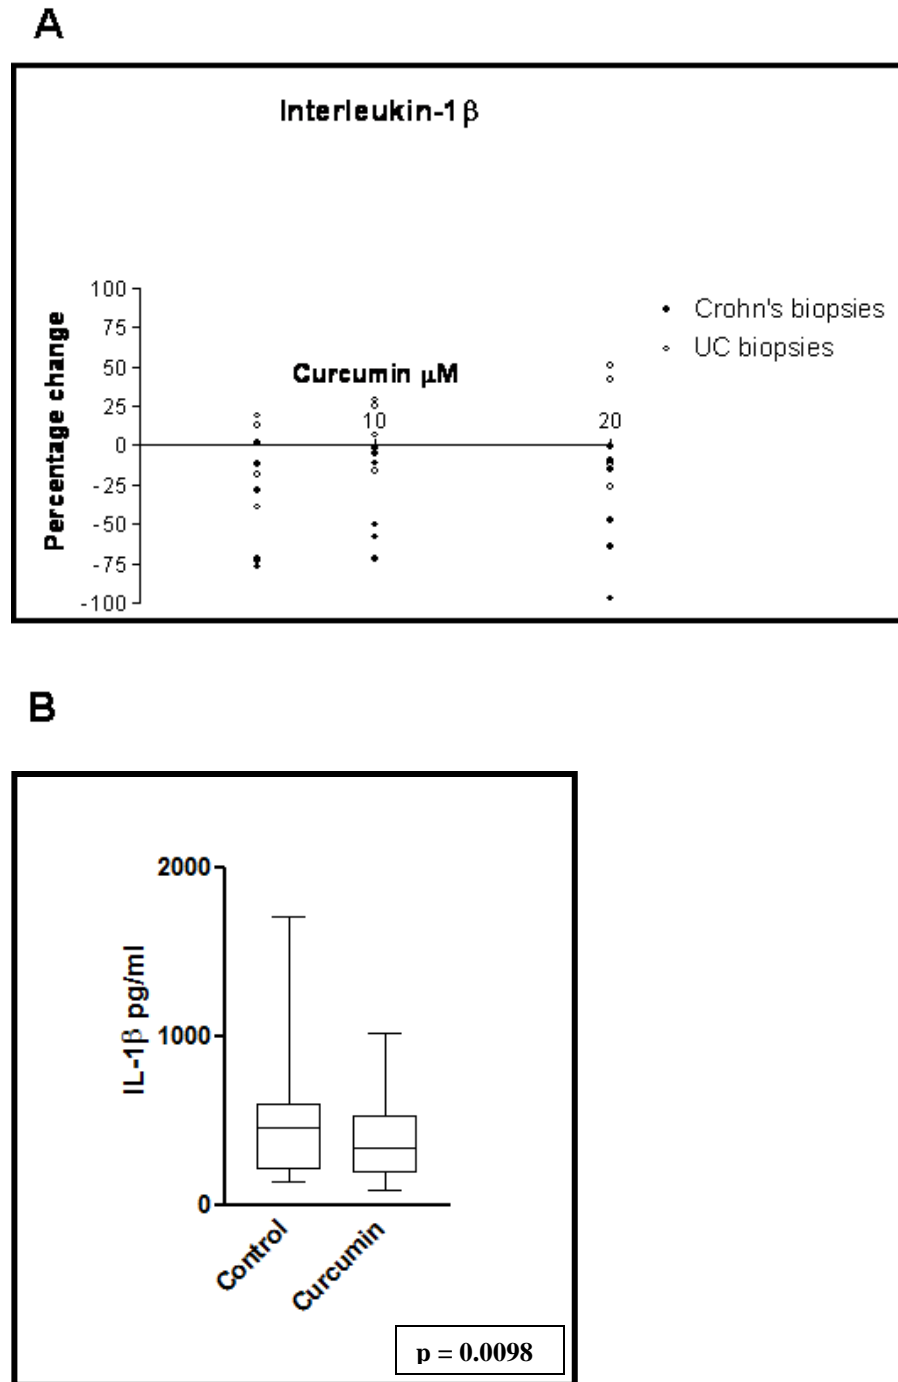 A
Interleukin-1β
100
75
50
25
0
-25
-50
-75
-100
Percentage change
Curcumin μM
10
20
Crohn's biopsies
UC biopsies
B
2000
1000
0
IL-1β pg/ml
Control
Curcumin
p = 0.0098